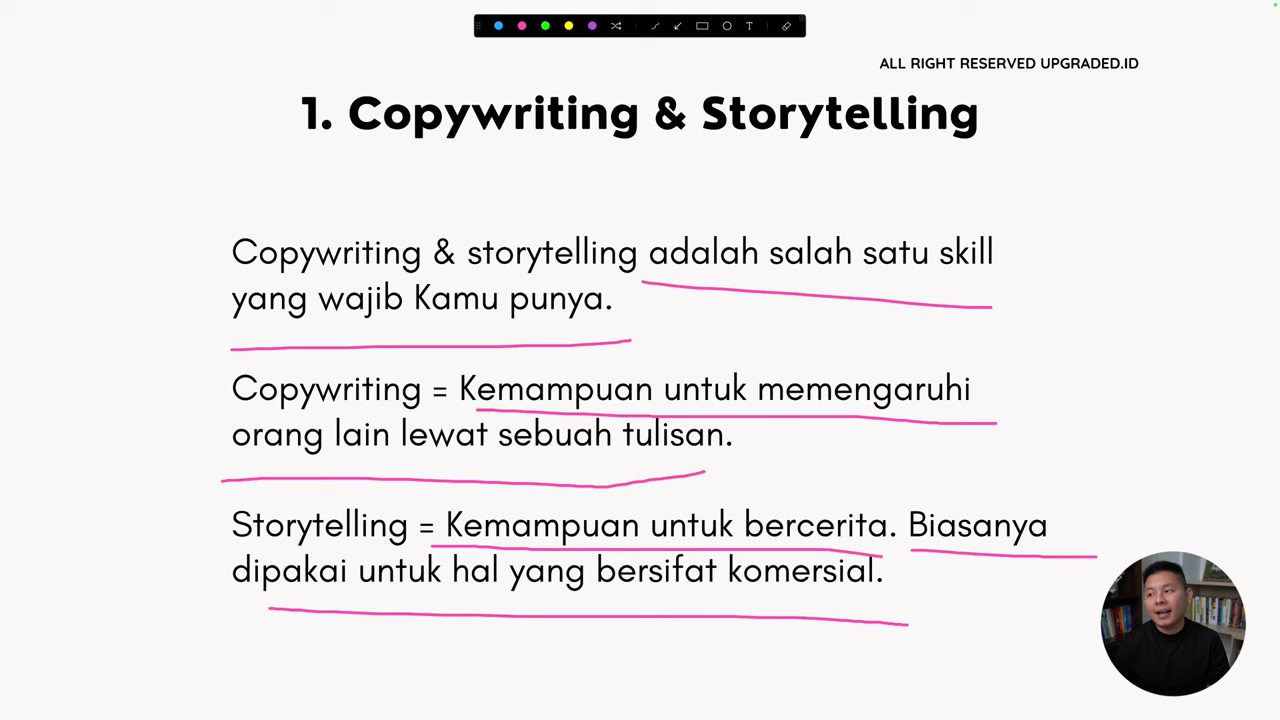 ALL RIGHT RESERVED UPGRADED.ID
1. Copywriting & Storytelling
Copywriting & storytelling adalah salah satu skill
yang wajib Kamu punya.
Copywriting = Kemampuan untuk memengaruhi
orang lain lewat sebuah tulisan.
Storytelling = Kemampuan untuk bercerita. Biasanya
dipakai untuk hal yang bersifat komersial.